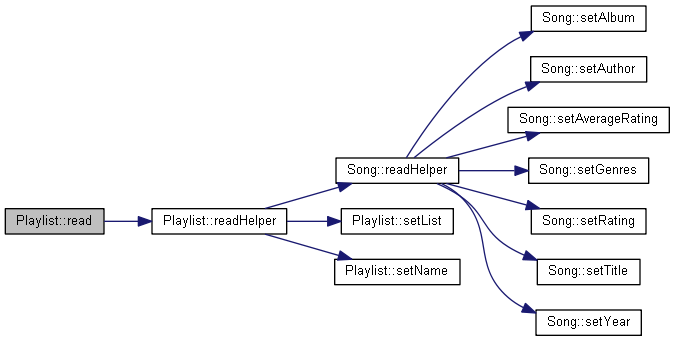 Song::setAlbum
Song::setAuthor
Song::setAverageRating
Song::readHelper
Song::setGenres
Playlist::read
Playlist::readHelper
Playlist::setList
Song::setRating
Playlist::setName
Song::setTitle
Song::setYear